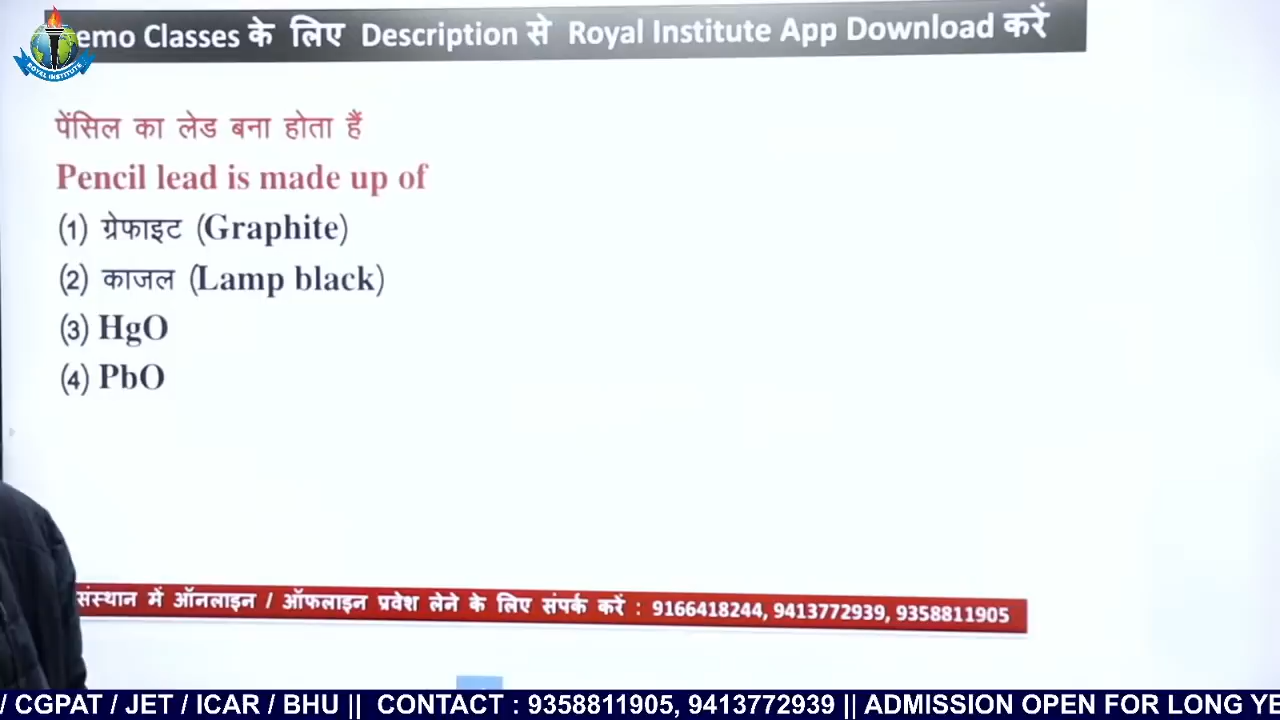 emo Classes के लिए Description से Royal Institute App Download करें
ROYAL INSTITUTE
पेंसिल का लेड बना होता हैं
Pencil lead is made up of
(1) ग्रेफाइट (Graphite)
(2) काजल (Lamp black)
(3) HgO
(4) PbO
संस्थान में ऑनलाइन / ऑफलाइन प्रवेश लेने के लिए संपर्क करें : 9166418244, 9413772939, 9358811905
/ CGPAT / JET / ICAR / BHU || CONTACT : 9358811905, 9413772939 || ADMISSION OPEN FOR LONG YE